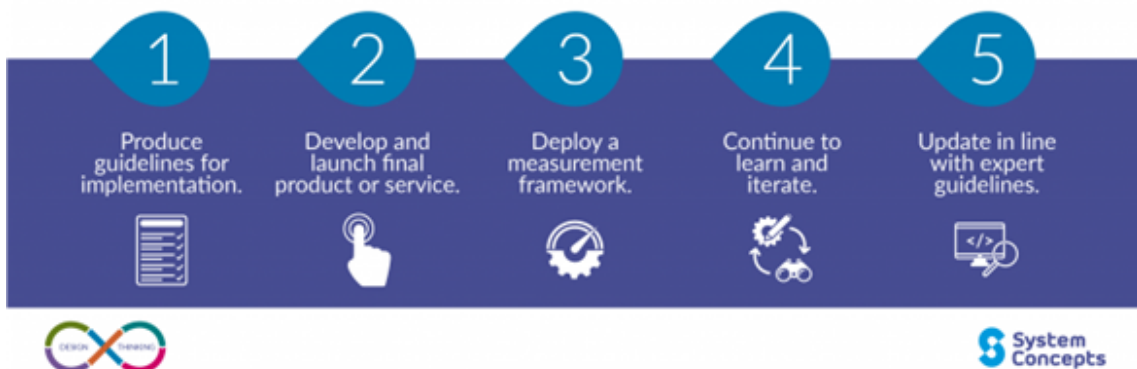 1
2
3
4
5
Produce
guidelines for
implementation.
Develop and
launch final
product or service.
Deploy a
measurement
framework.
Continue to
learn and
iterate.
Update in line
with expert
guidelines.
</>
DESIGN THINKING
System
Concepts